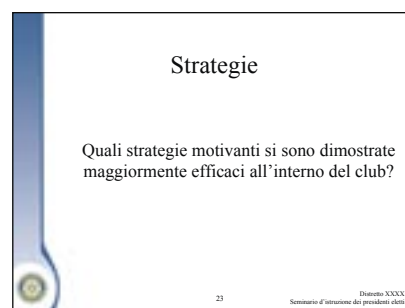 Strategie
Quali strategie motivanti si sono dimostrate
maggiormente efficaci all'interno del club?
23
Distretto XXXX
Seminario d'istruzione dei presidenti eletti